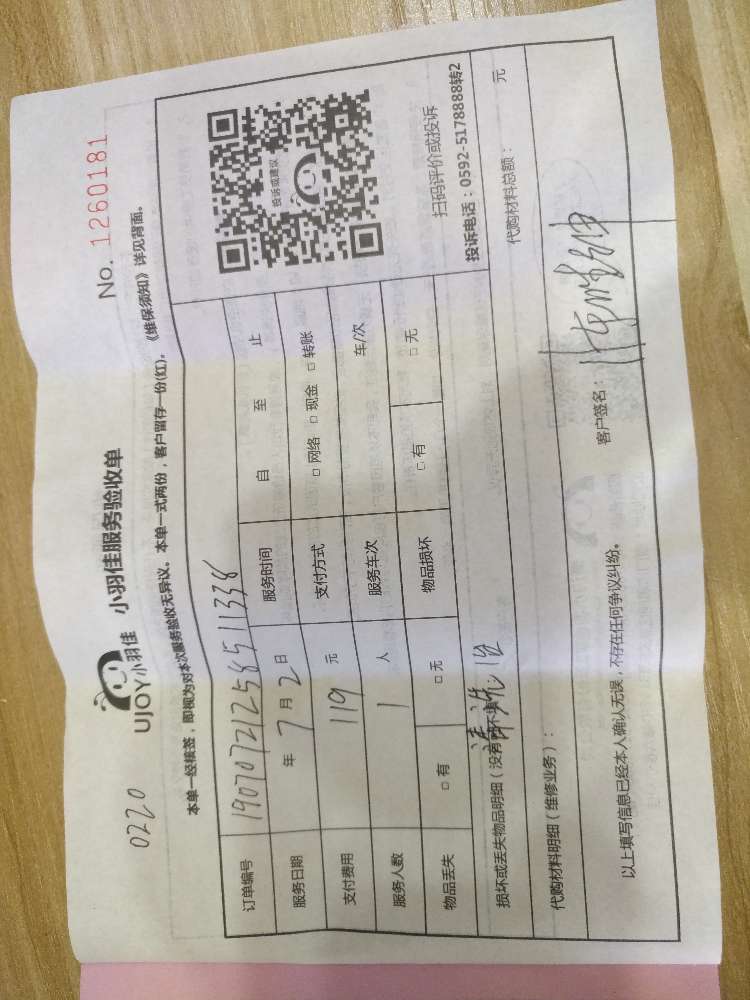 0220
UJOY小羽佳 小羽佳服务验收单 No. 1260181
本单一经核签，即视为对本次服务验收无异议。本单一式两份，客户留存一份(红)。《维保须知》详见背面。
订单编号 19070721258511338
服务日期 年 7 月 2 日 服务时间 自 至 止
支付费用 119 元 支付方式 □ 网络 □ 现金 □ 转账
服务人数 1 人 服务车次 车/次
物品丢失 □ 有 □ 无 物品损坏 □ 有 □ 无
投诉或建议
扫码评价或投诉
投诉电话：0592-5178888转2
损坏或丢失物品明细（没有可不填）：
清洗
代购材料明细（维修业务）： 代购材料总额： 元
以上填写信息已经本人确认无误，不存在任何争议纠纷。 客户签名：